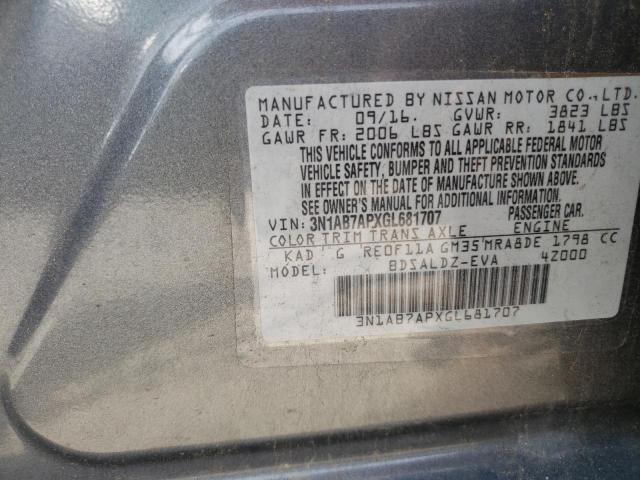 MANUFACTURED BY NISSAN MOTOR CO., LTD.
DATE: 09/16. GVWR: 3823 LBS
GAWR FR: 2006 LBS GAWR RR: 1841 LBS
THIS VEHICLE CONFORMS TO ALL APPLICABLE FEDERAL MOTOR
VEHICLE SAFETY, BUMPER AND THEFT PREVENTION STANDARDS
IN EFFECT ON THE DATE OF MANUFACTURE SHOWN ABOVE.
SEE OWNER'S MANUAL FOR ADDITIONAL INFORMATION.
VIN: 3N1AB7APXGL681707 PASSENGER CAR.
COLOR TRIM TRANS AXLE ENGINE
KAD G RE0F11A GM35 MRA8DE 1798 CC
MODEL: BDSALDZ-EVA 4Z000
3N1AB7APXGL681707